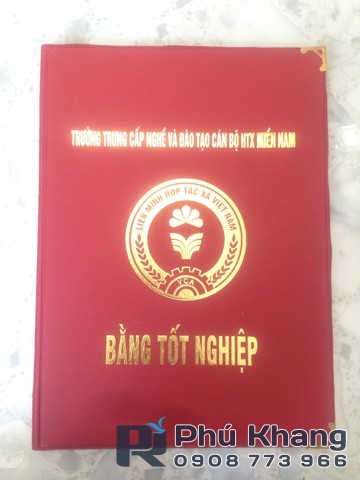 TRƯỜNG TRUNG CẤP NGHỀ VÀ ĐÀO TẠO CÁN BỘ HTX MIỀN NAM
LIÊN MINH HỢP TÁC XÃ VIỆT NAM
VCA
BẰNG TỐT NGHIỆP
Phú Khang
0908 773 966